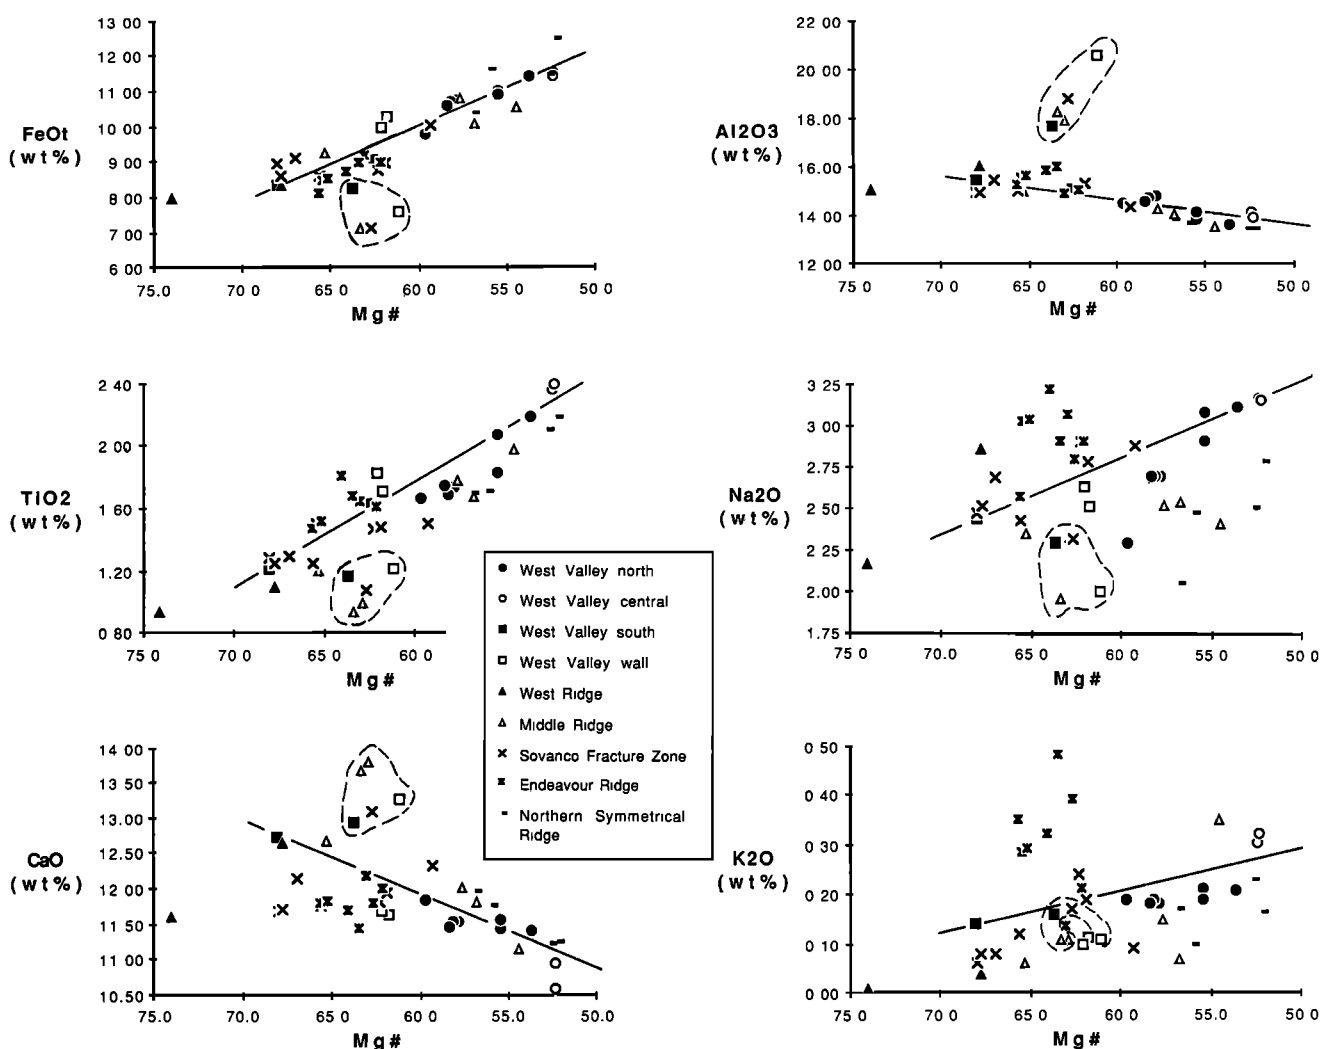 FeOt
(wt%)
13 00
12 00
11 00
10 00
9 00
8 00
7 00
6 00
75.0
70 0
65 0
60 0
55.0
50.0
Mg#
Al2O3
(wt%)
22 00
20 00
18 00
16 00
14 00
12 00
75 0
70 0
65 0
60 0
55 0
50 0
Mg#
TiO2
(wt%)
2 40
2 00
1 60
1 20
0 80
75 0
70 0
65 0
60 0
Mg#
Na2O
(wt%)
3 25
3 00
2.75
2 50
2.25
2.00
1.75
75 0
70 0
65 0
60 0
55 0
50 0
Mg#
West Valley north
West Valley central
West Valley south
West Valley wall
West Ridge
Middle Ridge
Sovanco Fracture Zone
Endeavour Ridge
Northern Symmetrical
Ridge
CaO
(wt%)
14 00
13 50
13 00
12 50
12 00
11.50
11 00
10.50
75.0
70.0
65 0
60 0
55.0
50.0
Mg#
K2O
(wt%)
0 50
0 40
0 30
0 20
0 10
0 00
75 0
70 0
65 0
60 0
55 0
50 0
Mg#